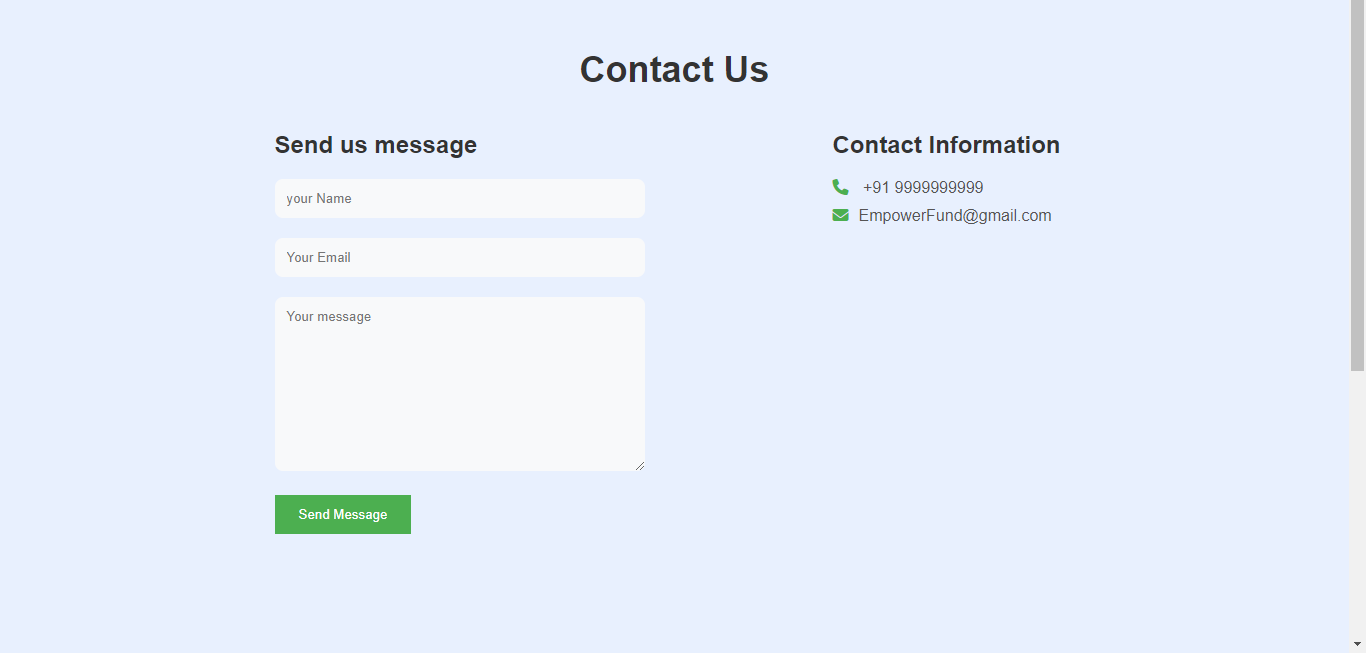 Contact Us
Send us message
your Name
Your Email
Your message
Send Message
Contact Information
+91 9999999999
EmpowerFund@gmail.com